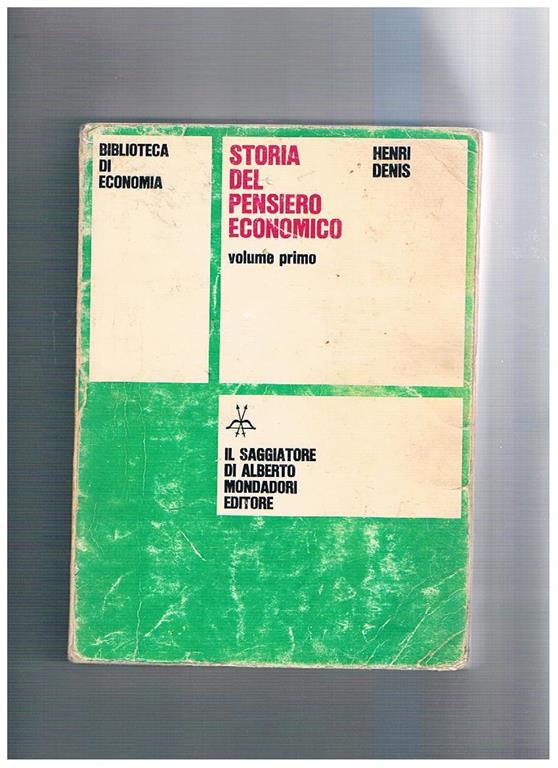 BIBLIOTECA
DI
ECONOMIA
STORIA
DEL
PENSIERO
ECONOMICO
volume primo
HENRI
DENIS
IL SAGGIATORE
DI ALBERTO
MONDADORI
EDITORE